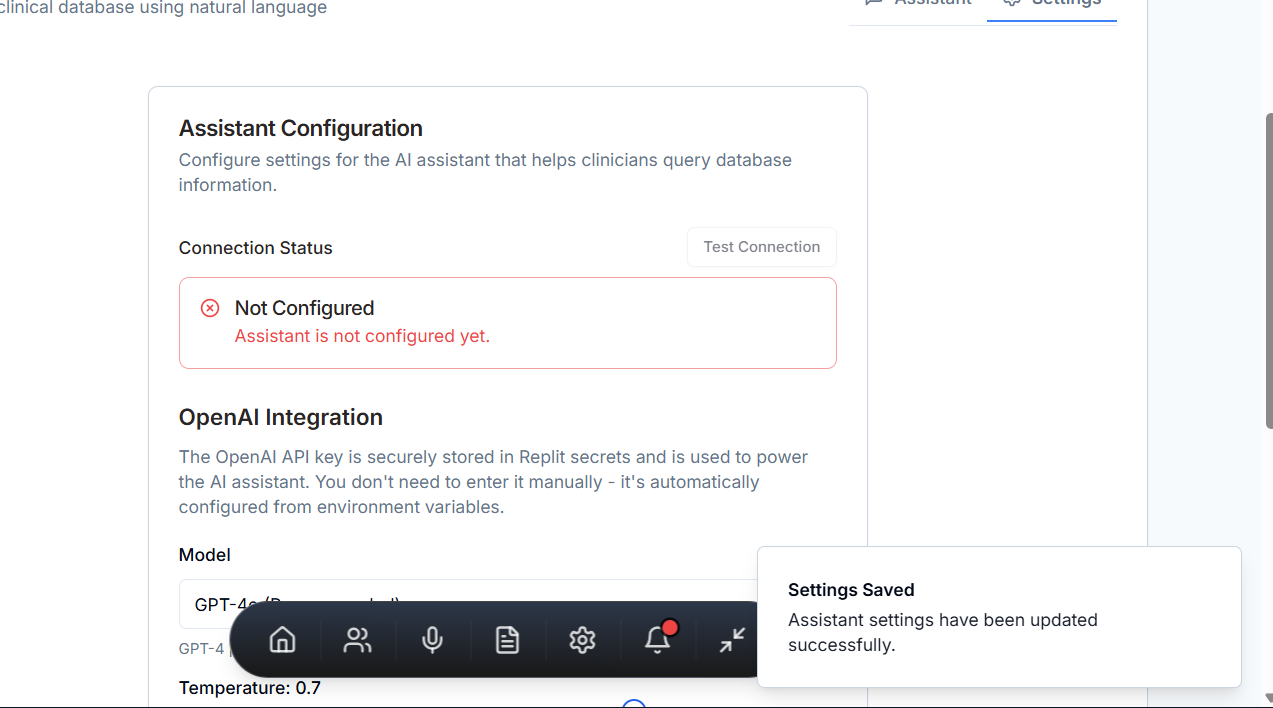 clinical database using natural language
Assistant
Settings
Assistant Configuration
Configure settings for the AI assistant that helps clinicians query database
information.
Connection Status
Test Connection
Not Configured
Assistant is not configured yet.
OpenAI Integration
The OpenAI API key is securely stored in Replit secrets and is used to power
the AI assistant. You don't need to enter it manually - it's automatically
configured from environment variables.
Model
GPT-4o (Recommended)
GPT-4
Temperature: 0.7
Settings Saved
Assistant settings have been updated
successfully.